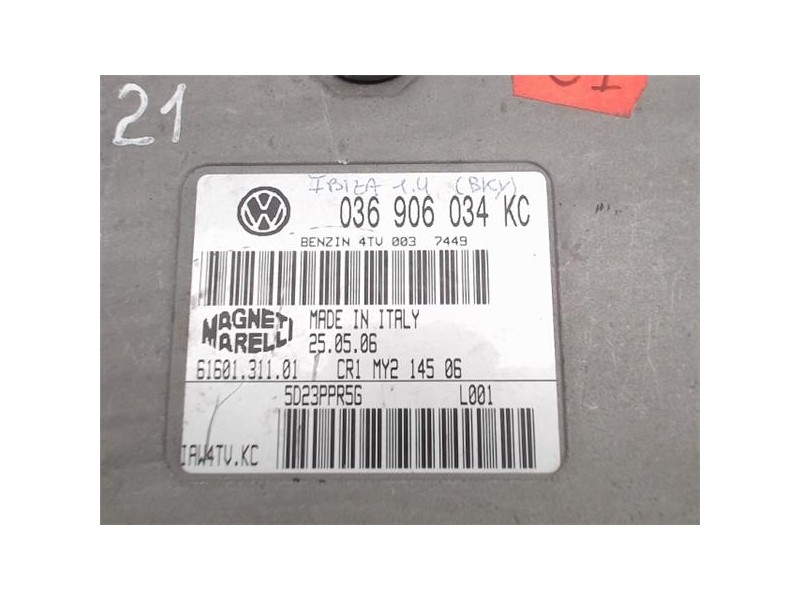 21
IBIZA 1.4 (BKY)
036 906 034 KC
BENZIN 4TV 003 7449
MAGNETI MARELLI
MADE IN ITALY
25.05.06
61601.311.01 CR1 MY2 145 06
5D23PPR5G L001
IAW4TV.KC